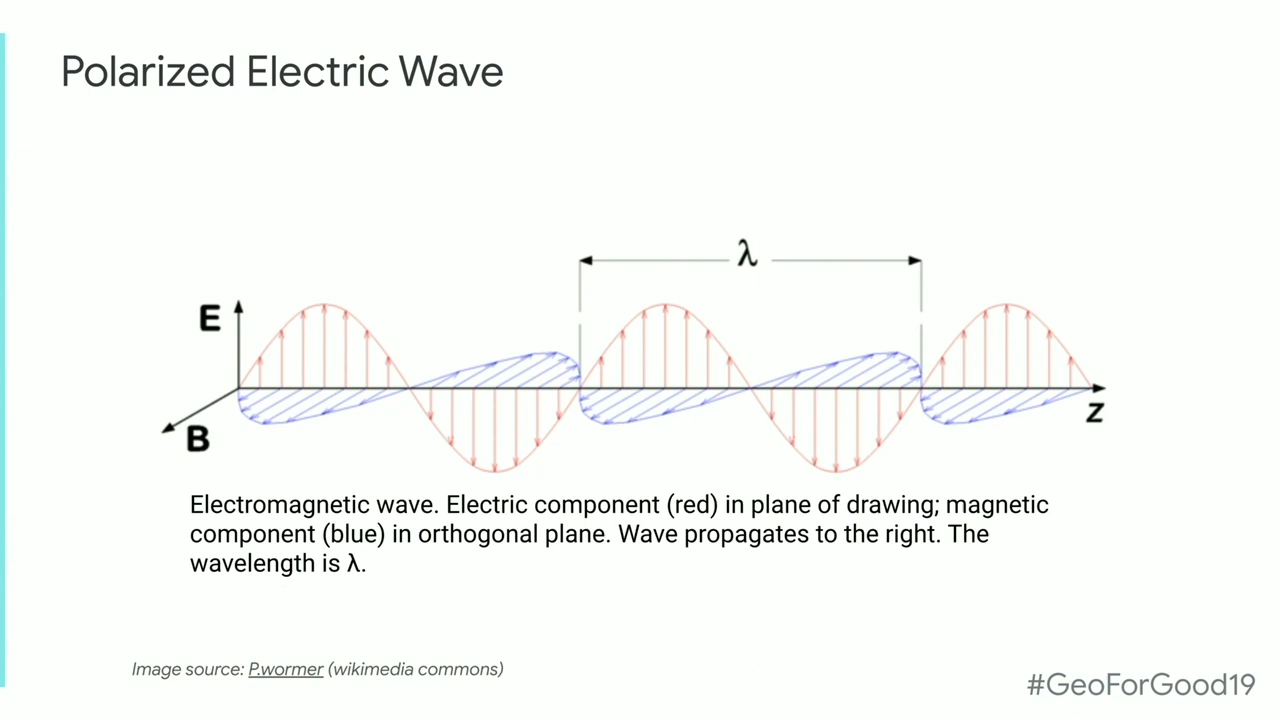 Polarized Electric Wave
λ
E
B
z
Electromagnetic wave. Electric component (red) in plane of drawing; magnetic
component (blue) in orthogonal plane. Wave propagates to the right. The
wavelength is λ.
Image source: P.wormer (wikimedia commons)
#GeoForGood19